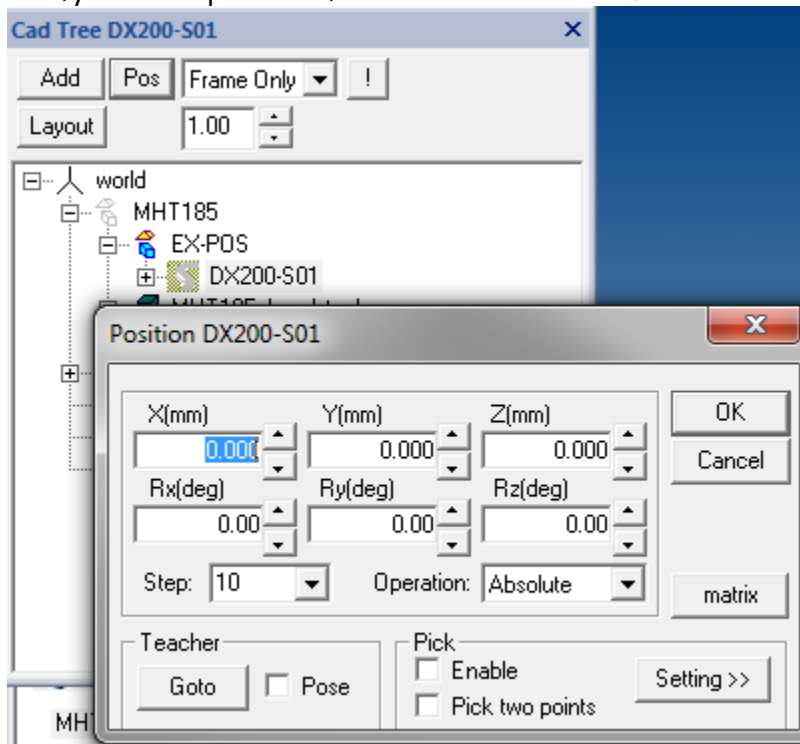 Cad Tree DX200-S01
Add Pos Frame Only !
Layout 1.00
world
MHT185
EX-POS
DX200-S01
Position DX200-S01
X(mm) Y(mm) Z(mm) OK
0.000 0.000 0.000 Cancel
Rx(deg) Ry(deg) Rz(deg)
0.00 0.00 0.00
Step: 10 Operation: Absolute matrix
Teacher Pick
Goto Pose Enable Setting >>
Pick two points